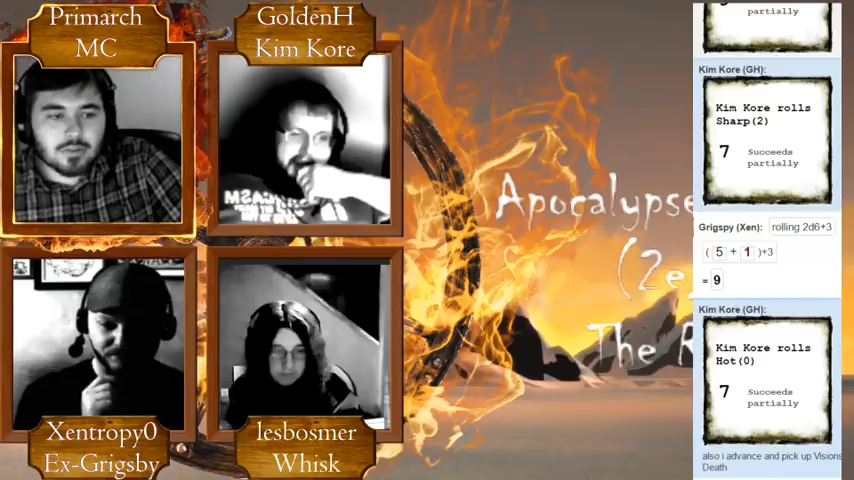 Primarch
MC
GoldenH
Kim Kore
Xentropy0
Ex-Grigsby
lesbosmer
Whisk
Apocalypse
(2e
The R
partially
Kim Kore (GH):
Kim Kore rolls
Sharp(2)
7 Succeeds
partially
Grigspy (Xen): rolling 2d6+3
( 5 + 1 )+3
= 9
Kim Kore (GH):
Kim Kore rolls
Hot(0)
7 Succeeds
partially
also i advance and pick up Visions
Death